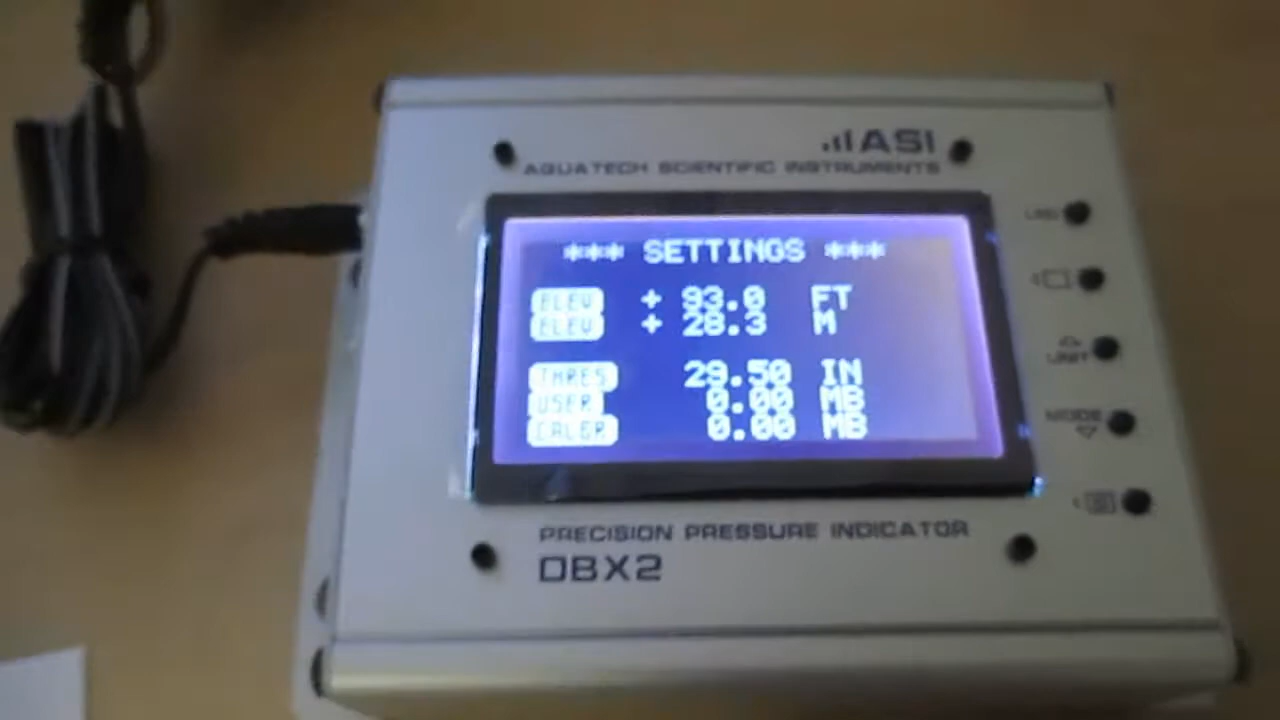 ASI
AQUATECH SCIENTIFIC INSTRUMENTS
*** SETTINGS ***
ELEV + 93.0 FT
ELEV + 28.3 M
THRES 29.50 IN
USER 0.00 MB
CALBR 0.00 MB
UNIT
MODE
PRECISION PRESSURE INDICATOR
DBX2